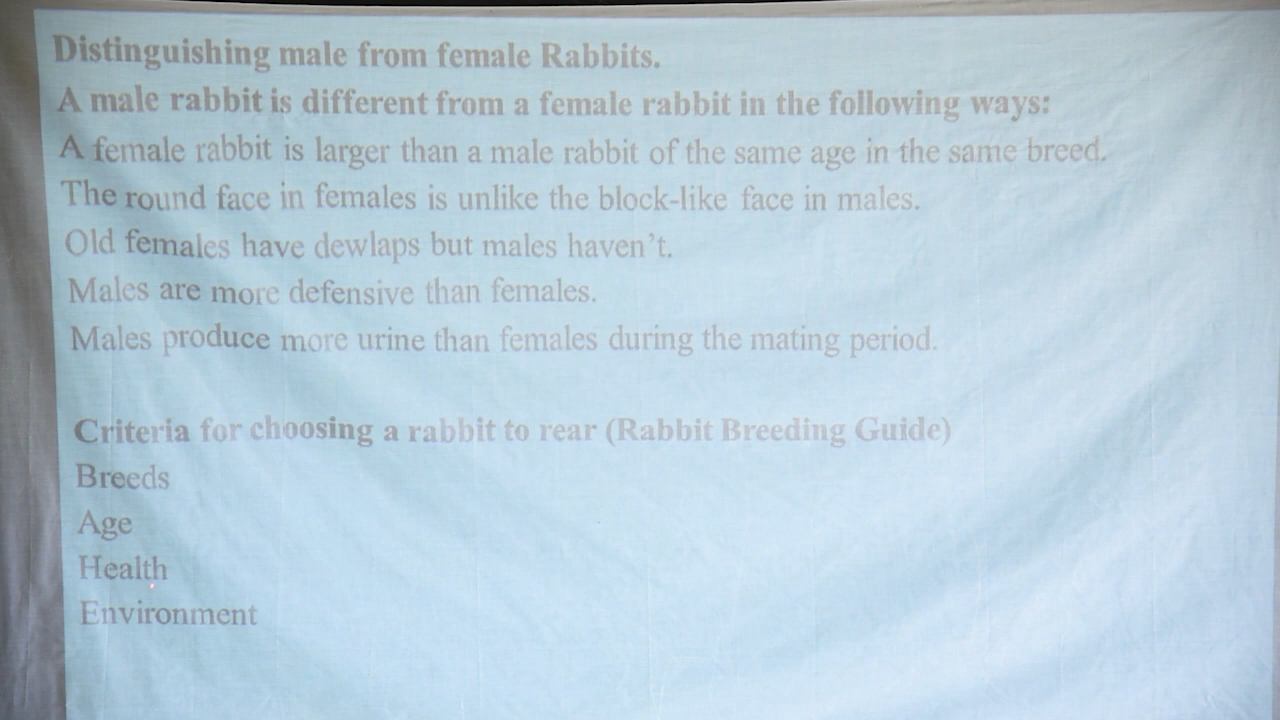 Distinguishing male from female Rabbits.
A male rabbit is different from a female rabbit in the following ways:
A female rabbit is larger than a male rabbit of the same age in the same breed.
The round face in females is unlike the block-like face in males.
Old females have dewlaps but males haven't.
Males are more defensive than females.
Males produce more urine than females during the mating period.
Criteria for choosing a rabbit to rear (Rabbit Breeding Guide)
Breeds
Age
Health
Environment